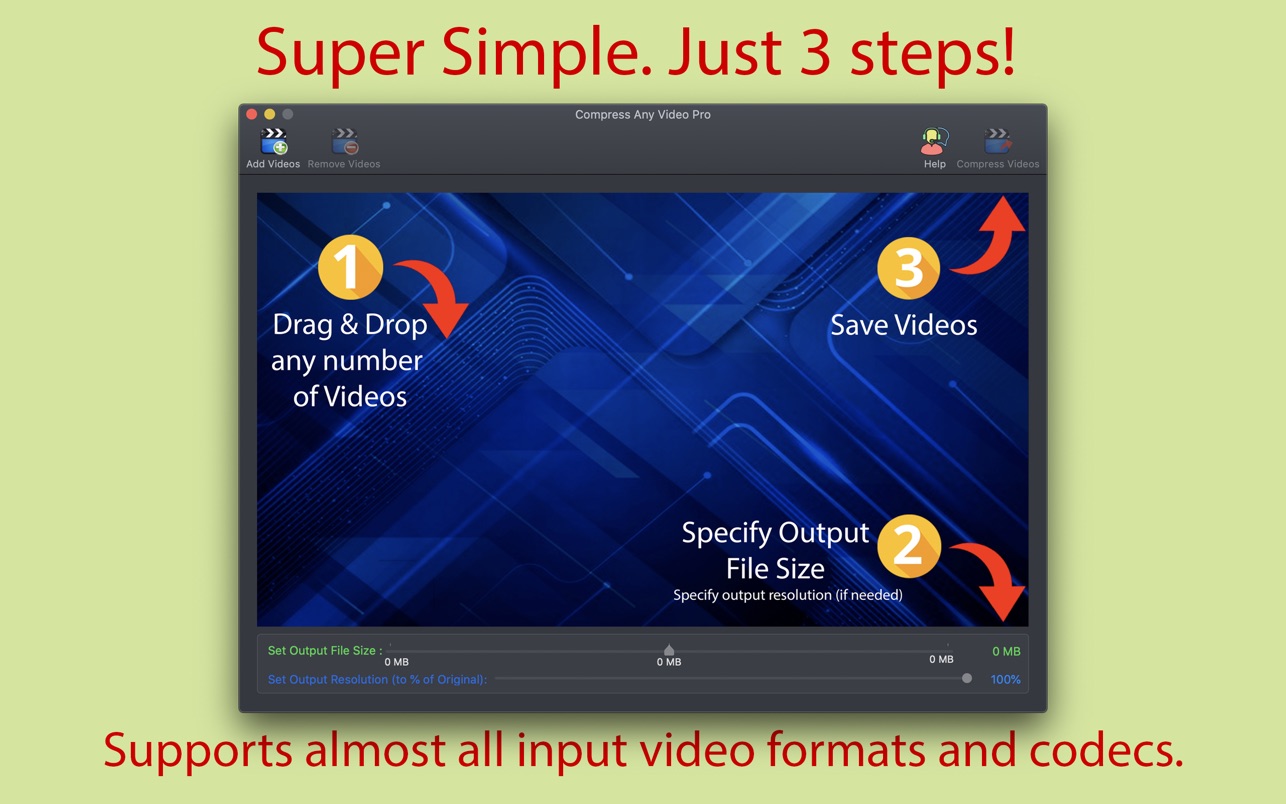 Super Simple. Just 3 steps!
Compress Any Video Pro
Add Videos
Remove Videos
Help
Compress Videos
1
Drag & Drop
any number
of Videos
3
Save Videos
Specify Output
File Size
2
Specify output resolution (if needed)
Set Output File Size :
0 MB
0 MB
0 MB
0 MB
Set Output Resolution (to % of Original):
100%
Supports almost all input video formats and codecs.